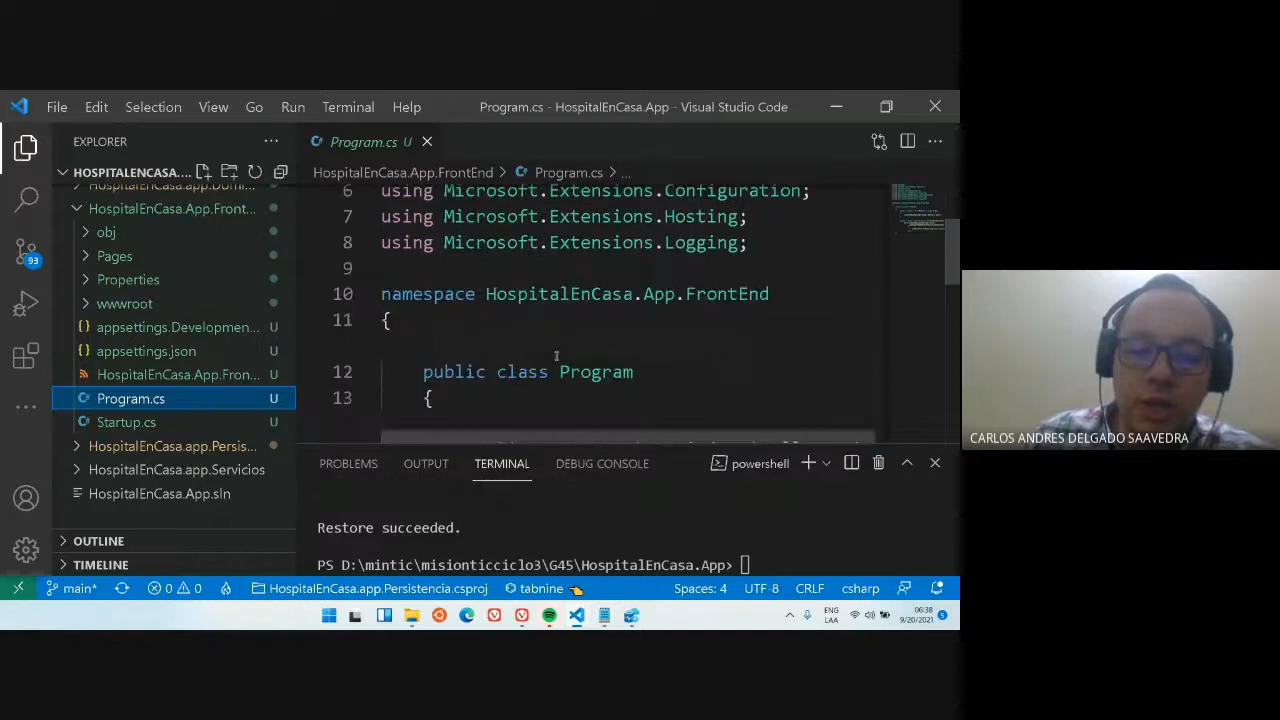 File Edit Selection View Go Run Terminal Help Program.cs - HospitalEnCasa.App - Visual Studio Code
EXPLORER
Program.cs U
HOSPITALENCASA....
HospitalEnCasa.App.FrontEnd > Program.cs > ...
HospitalEnCasa.app.Domi...
HospitalEnCasa.App.Front...
obj
Pages
Properties
wwwroot
appsettings.Developmen... U
appsettings.json U
HospitalEnCasa.App.Fron... U
Program.cs U
Startup.cs U
HospitalEnCasa.app.Persis...
HospitalEnCasa.app.Servicios
HospitalEnCasa.App.sln
OUTLINE
TIMELINE
93
6 using Microsoft.Extensions.Configuration;
7 using Microsoft.Extensions.Hosting;
8 using Microsoft.Extensions.Logging;
9
10 namespace HospitalEnCasa.App.FrontEnd
11 {
12 public class Program
13 {
PROBLEMS OUTPUT TERMINAL DEBUG CONSOLE powershell
Restore succeeded.
PS D:\mintic\misionticciclo3\G45\HospitalEnCasa.App>
main* 0 0 HospitalEnCasa.app.Persistencia.csproj tabnine Spaces: 4 UTF-8 CRLF csharp
ENG
LAA
06:38
9/20/2021
5
CARLOS ANDRES DELGADO SAAVEDRA